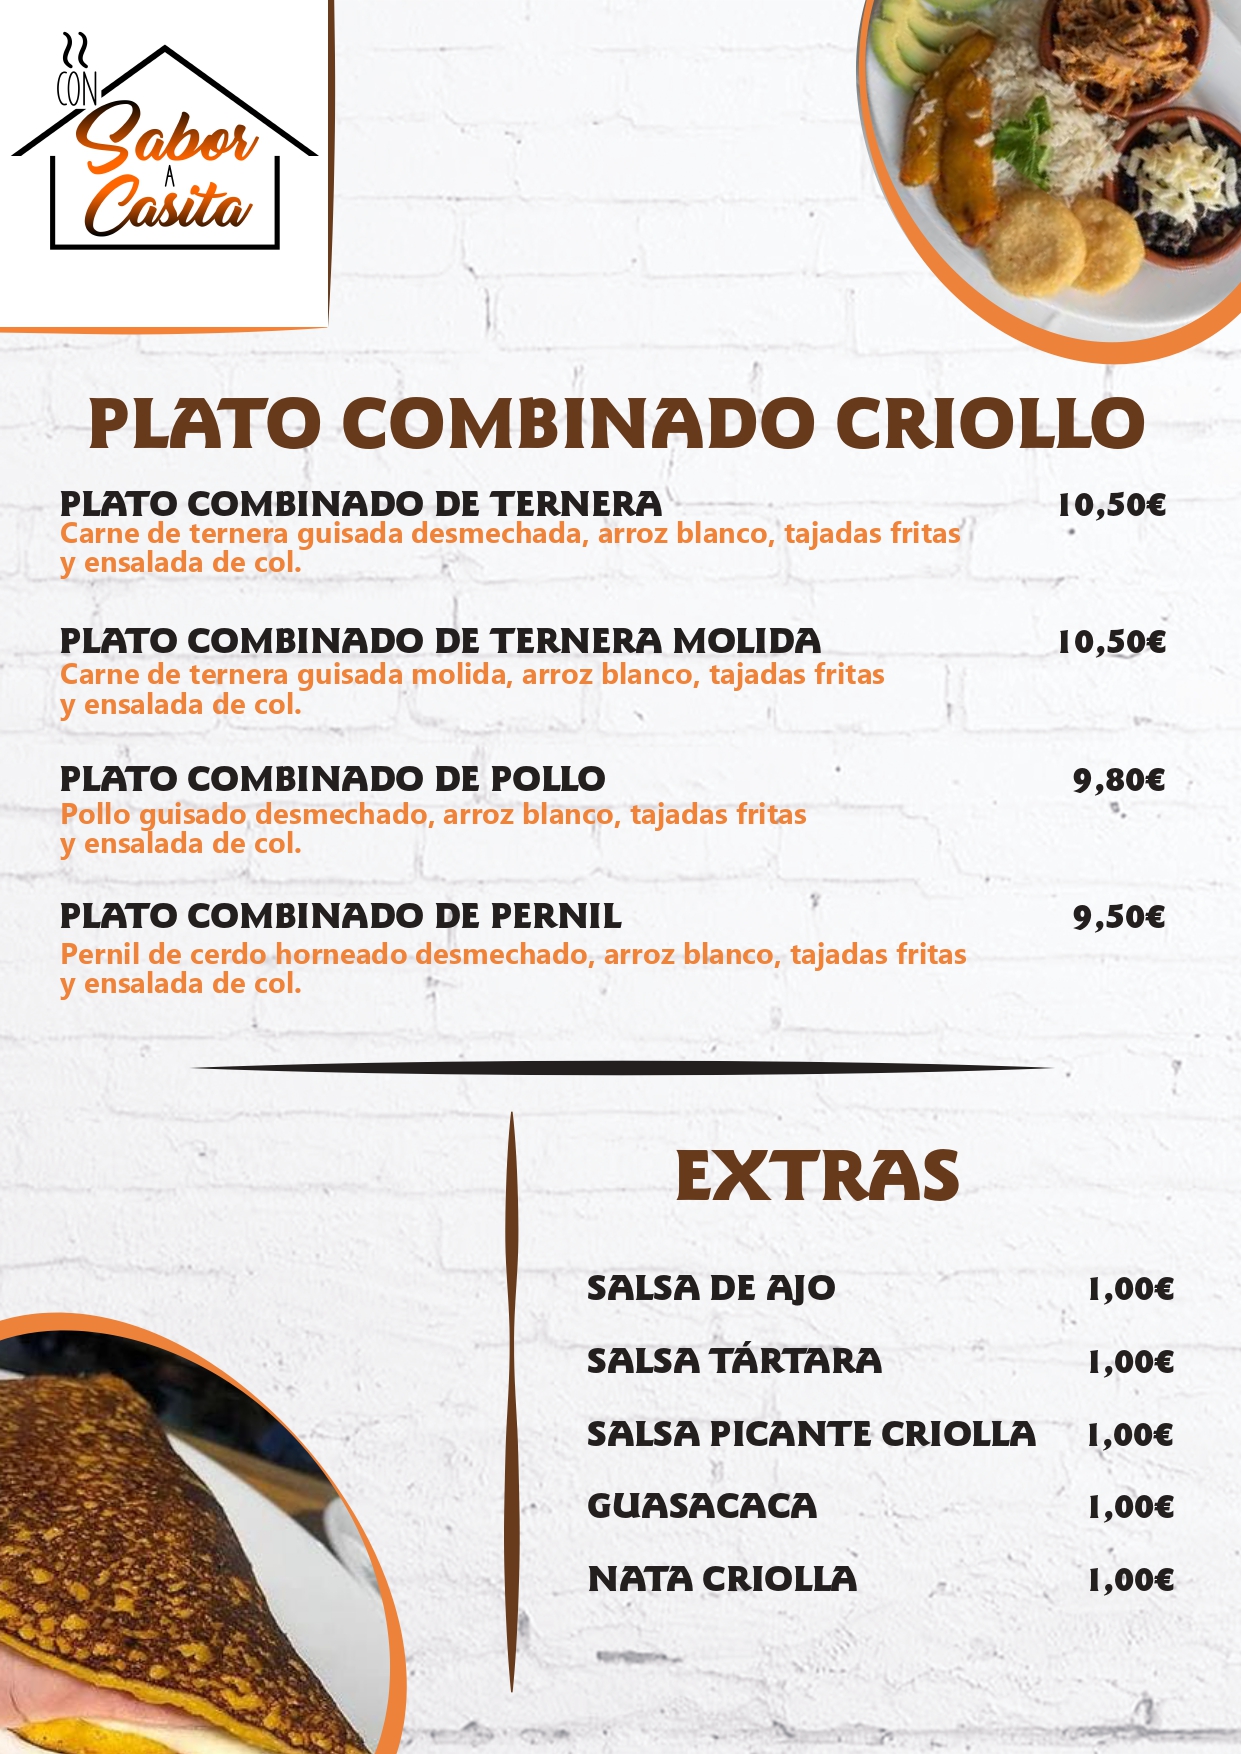 CON
Sabor
A
Casita
PLATO COMBINADO CRIOLLO
PLATO COMBINADO DE TERNERA 10,50€
Carne de ternera guisada desmechada, arroz blanco, tajadas fritas
y ensalada de col.
PLATO COMBINADO DE TERNERA MOLIDA 10,50€
Carne de ternera guisada molida, arroz blanco, tajadas fritas
y ensalada de col.
PLATO COMBINADO DE POLLO 9,80€
Pollo guisado desmechado, arroz blanco, tajadas fritas
y ensalada de col.
PLATO COMBINADO DE PERNIL 9,50€
Pernil de cerdo horneado desmechado, arroz blanco, tajadas fritas
y ensalada de col.
EXTRAS
SALSA DE AJO 1,00€
SALSA TÁRTARA 1,00€
SALSA PICANTE CRIOLLA 1,00€
GUASACACA 1,00€
NATA CRIOLLA 1,00€